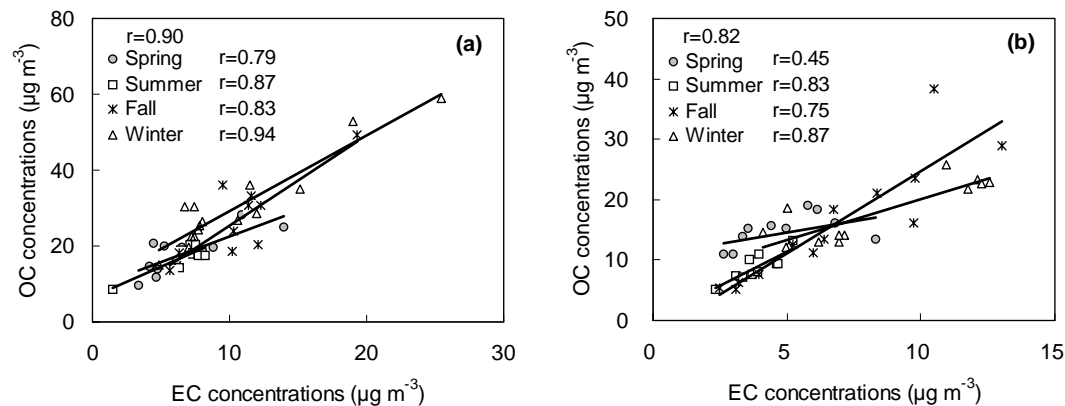 (a)
r=0.90
Spring r=0.79
Summer r=0.87
Fall r=0.83
Winter r=0.94
80
60
40
20
0
0 10 20 30
OC concentrations (µg m-3)
EC concentrations (µg m-3)
(b)
r=0.82
Spring r=0.45
Summer r=0.83
Fall r=0.75
Winter r=0.87
50
40
30
20
10
0
0 5 10 15
OC concentrations (µg m-3)
EC concentrations (µg m-3)